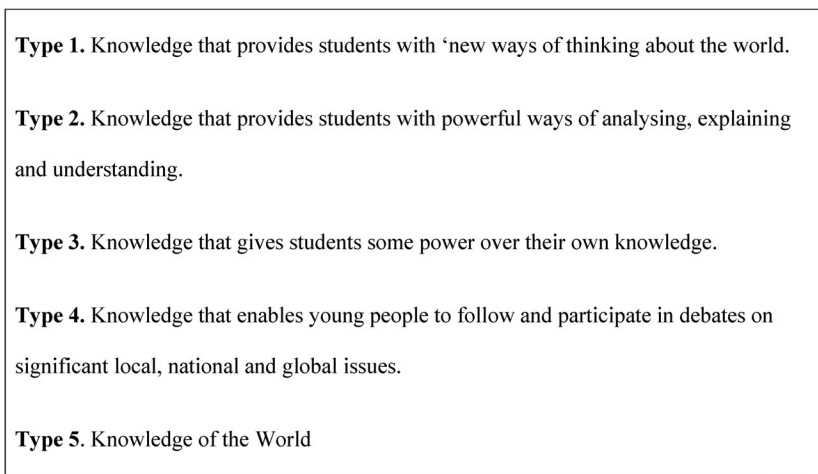 Type 1. Knowledge that provides students with ‘new ways of thinking about the world.
Type 2. Knowledge that provides students with powerful ways of analysing, explaining
and understanding.
Type 3. Knowledge that gives students some power over their own knowledge.
Type 4. Knowledge that enables young people to follow and participate in debates on
significant local, national and global issues.
Type 5. Knowledge of the World